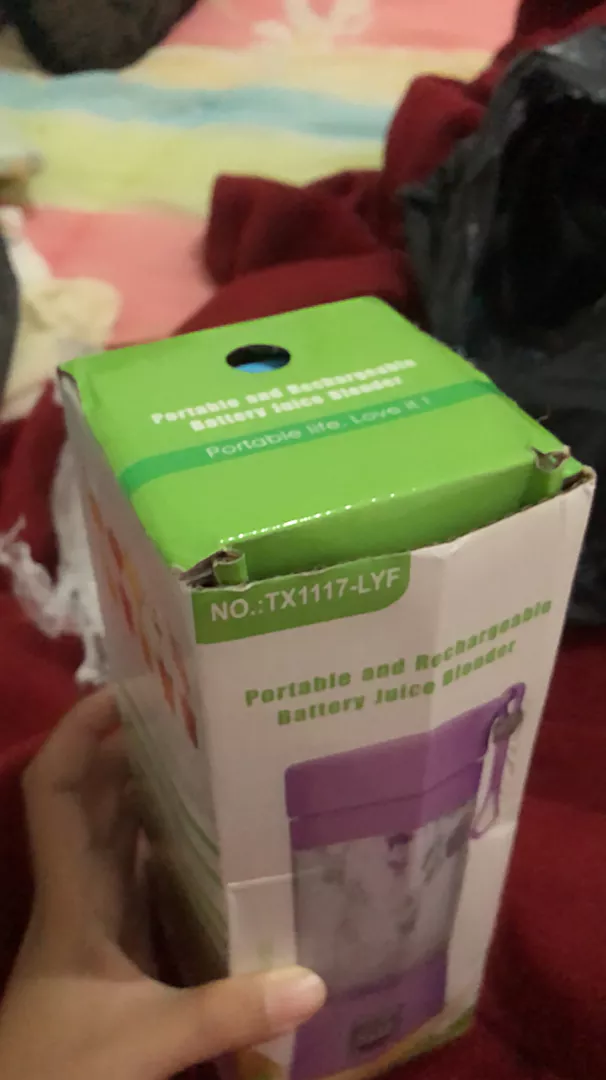 Portable and Rechargeable
Battery Juice Blender
Portable life. Love it !
NO.:TX1117-LYF
Portable and Rechargeable
Battery Juice Blender